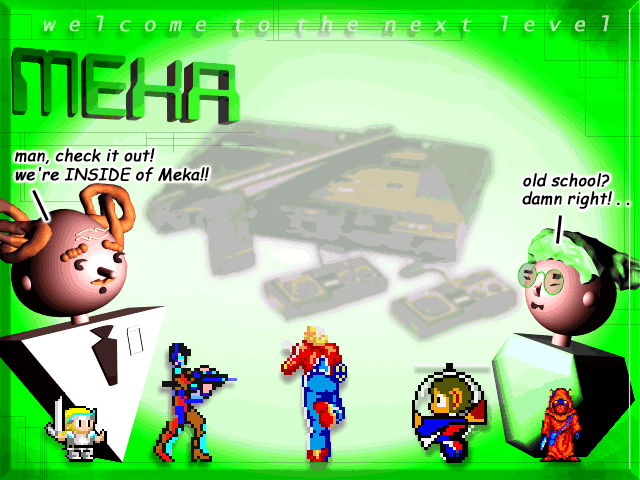 welcome to the next level
MEKA
man, check it out!
we're INSIDE of Meka!!
old school?
damn right! . .